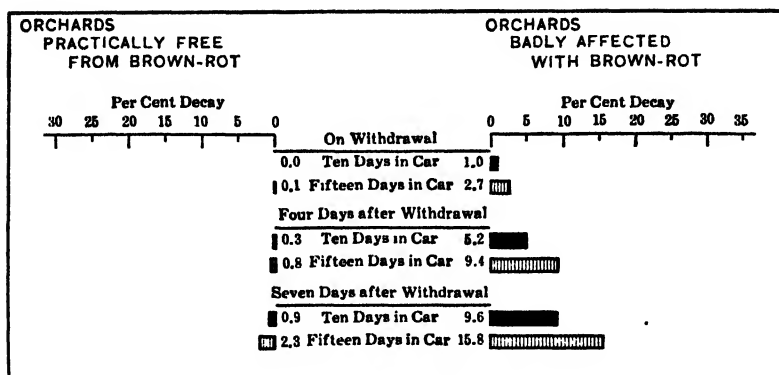 ORCHARDS
PRACTICALLY FREE
FROM BROWN-ROT
ORCHARDS
BADLY AFFECTED
WITH BROWN-ROT
Per Cent Decay
30 25 20 15 10 5 0
Per Cent Decay
0 5 10 15 20 25 30 35
On Withdrawal
0.0 Ten Days in Car 1.0
0.1 Fifteen Days in Car 2.7
Four Days after Withdrawal
0.3 Ten Days in Car 5.2
0.8 Fifteen Days in Car 9.4
Seven Days after Withdrawal
0.9 Ten Days in Car 9.6
2.3 Fifteen Days in Car 15.8